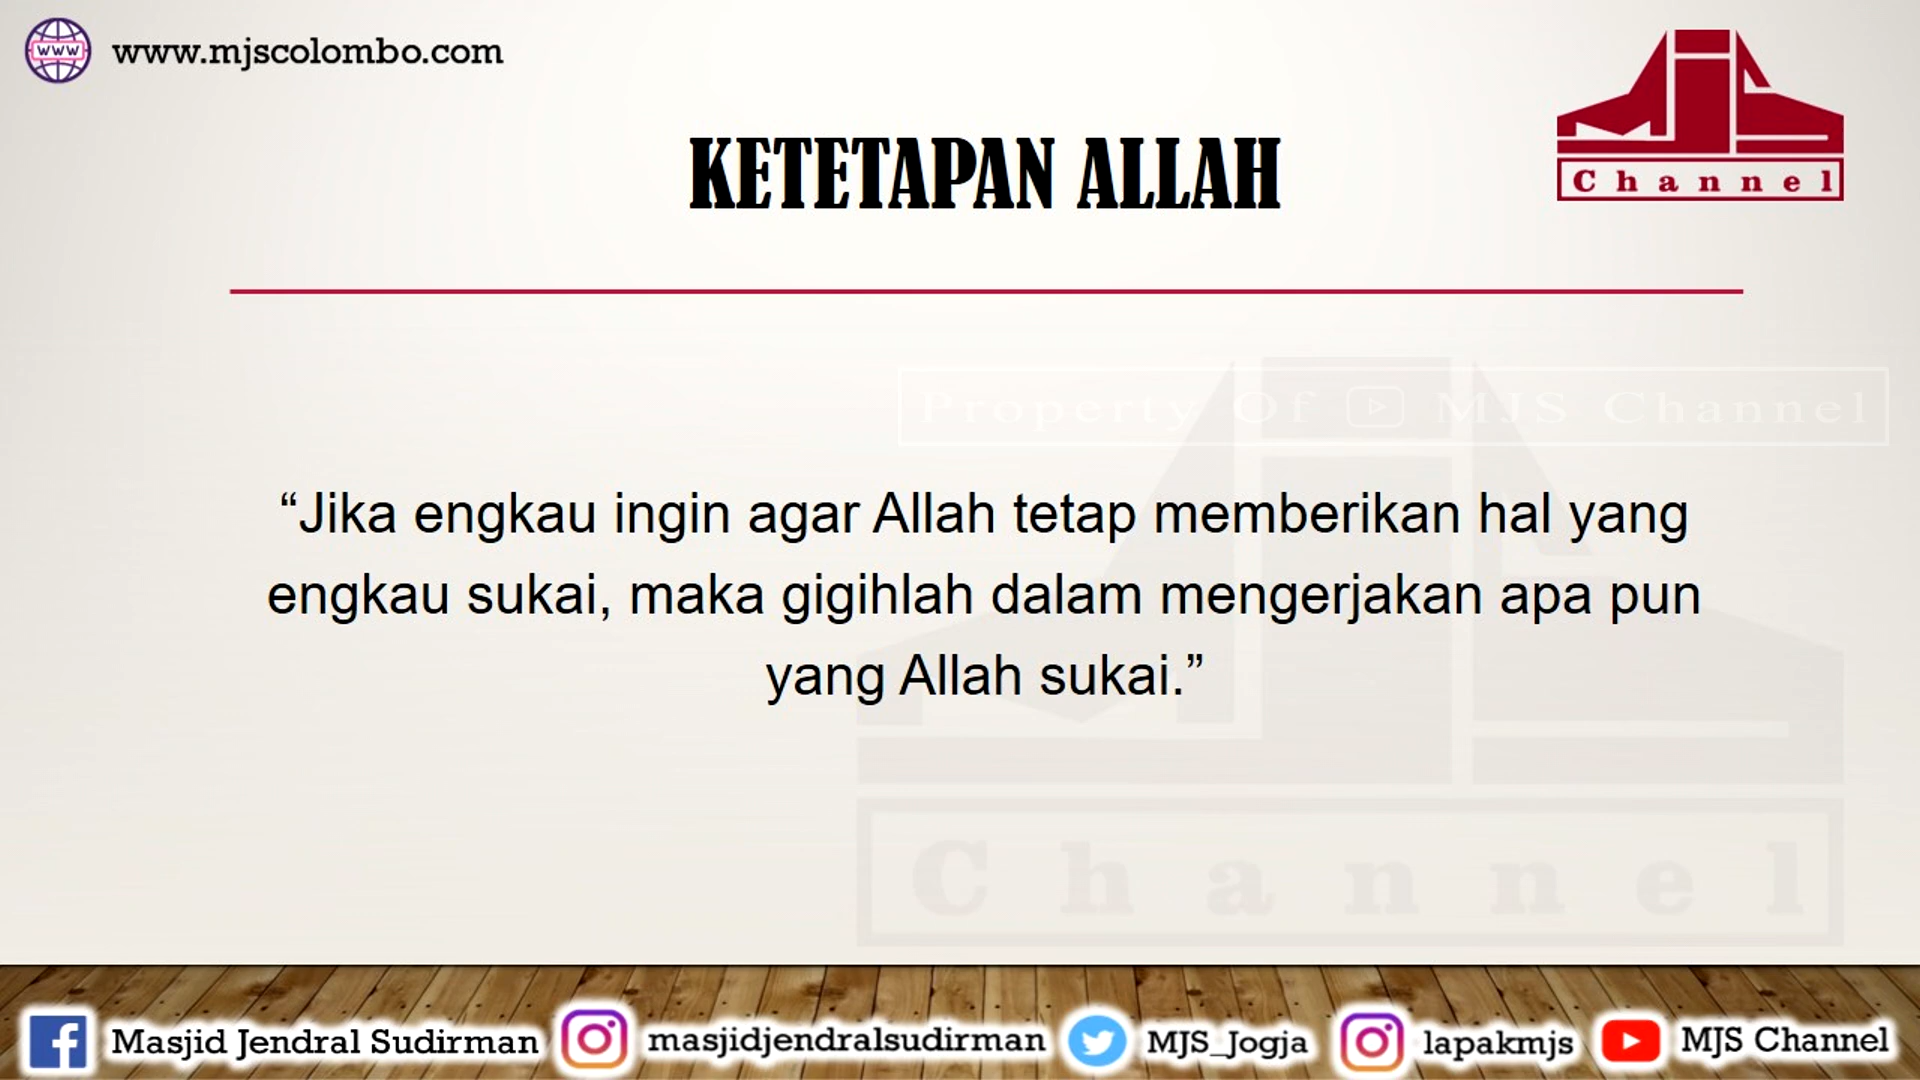 www
www.mjscolombo.com
MJS
Channel
KETETAPAN ALLAH
Property Of MJS Channel
“Jika engkau ingin agar Allah tetap memberikan hal yang
engkau sukai, maka gigihlah dalam mengerjakan apa pun
yang Allah sukai.”
Channel
Masjid Jendral Sudirman masjidjendralsudirman MJS_Jogja lapakmjs MJS Channel